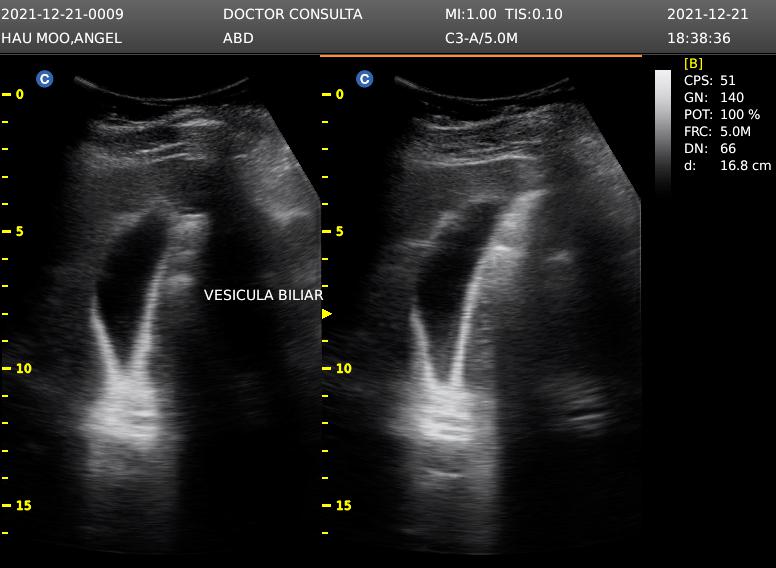 2021-12-21-0009 DOCTOR CONSULTA MI:1.00 TIS:0.10 2021-12-21
HAU MOO,ANGEL ABD C3-A/5.0M 18:38:36
C
C
[B]
CPS: 51
GN: 140
POT: 100 %
FRC: 5.0M
DN: 66
d: 16.8 cm
0
5
10
15
VESICULA BILIAR
0
5
10
15